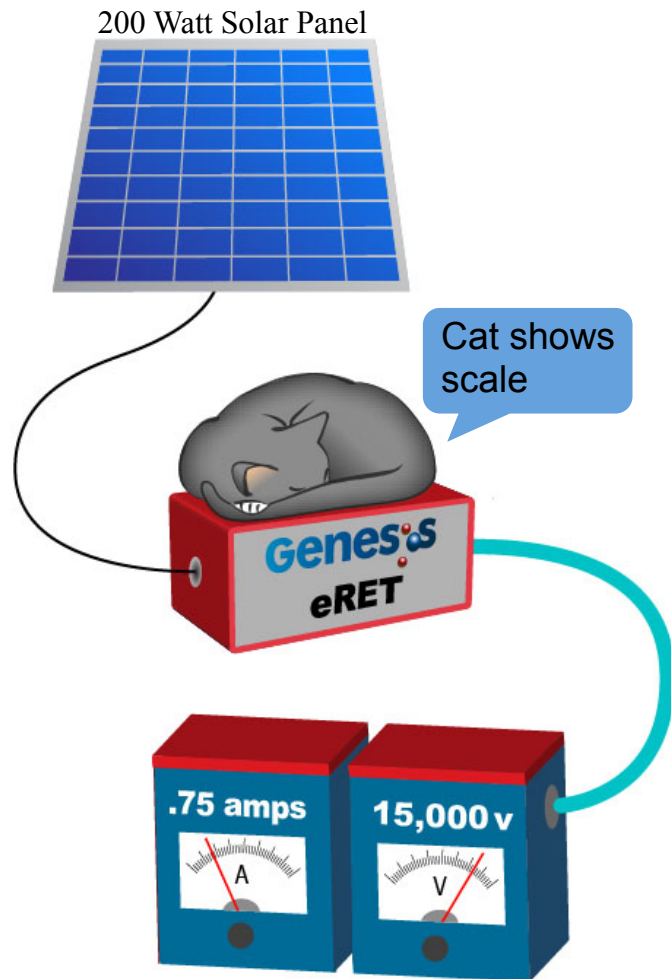 200 Watt Solar Panel
Cat shows
scale
Genesis
eRET
.75 amps
15,000 v
A
V